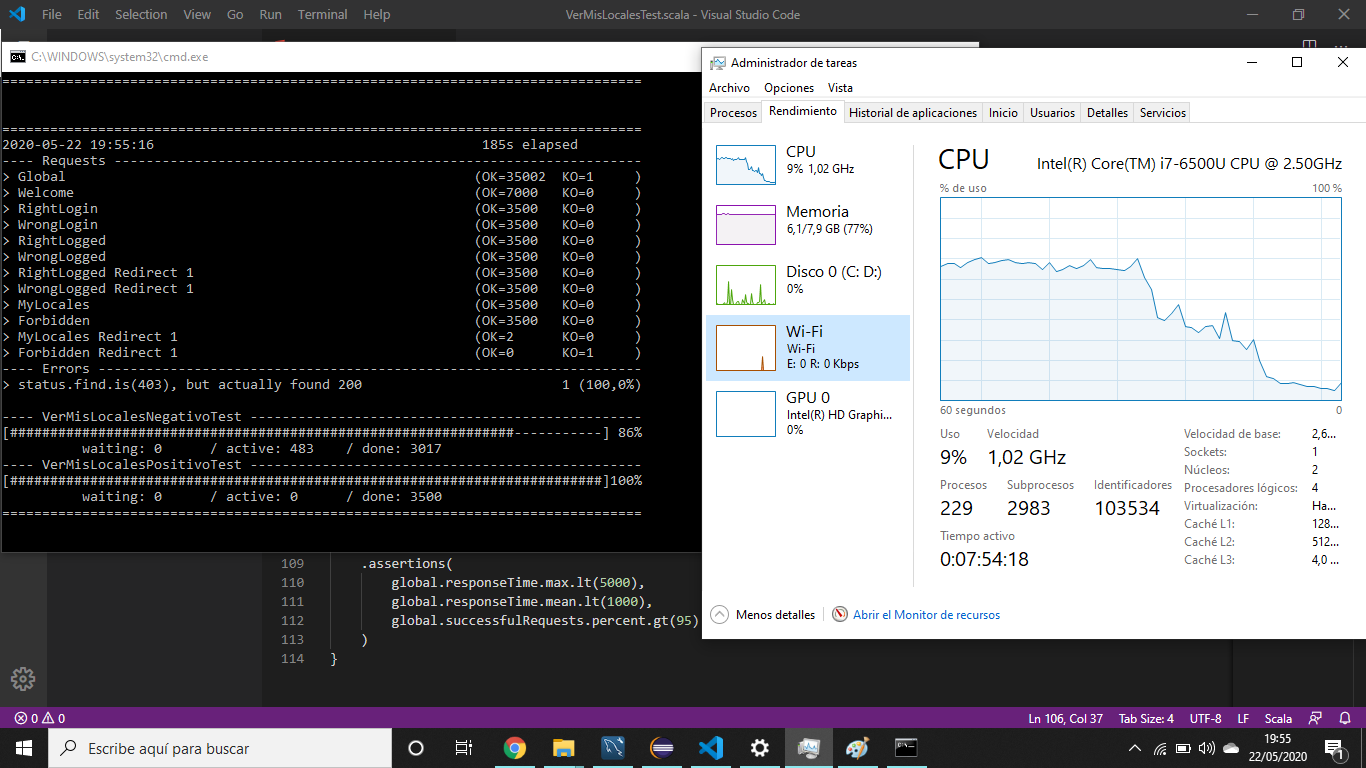 File Edit Selection View Go Run Terminal Help VerMisLocalesTest.scala - Visual Studio Code
C:\WINDOWS\system32\cmd.exe
================================================================================
================================================================================
2020-05-22 19:55:16 185s elapsed
---- Requests ------------------------------------------------------------------
> Global (OK=35002 KO=1 )
> Welcome (OK=7000 KO=0 )
> RightLogin (OK=3500 KO=0 )
> WrongLogin (OK=3500 KO=0 )
> RightLogged (OK=3500 KO=0 )
> WrongLogged (OK=3500 KO=0 )
> RightLogged Redirect 1 (OK=3500 KO=0 )
> WrongLogged Redirect 1 (OK=3500 KO=0 )
> MyLocales (OK=3500 KO=0 )
> Forbidden (OK=3500 KO=0 )
> MyLocales Redirect 1 (OK=2 KO=0 )
> Forbidden Redirect 1 (OK=0 KO=1 )
---- Errors --------------------------------------------------------------------
> status.find.is(403), but actually found 200 1 (100,0%)
---- VerMisLocalesNegativoTest -------------------------------------------------
[###############################################################-----------] 86%
waiting: 0 / active: 483 / done: 3017
---- VerMisLocalesPositivoTest -------------------------------------------------
[##########################################################################]100%
waiting: 0 / active: 0 / done: 3500
================================================================================
109 .assertions(
110 global.responseTime.max.lt(5000),
111 global.responseTime.mean.lt(1000),
112 global.successfulRequests.percent.gt(95)
113 )
114 }
Administrador de tareas
Archivo Opciones Vista
Procesos Rendimiento Historial de aplicaciones Inicio Usuarios Detalles Servicios
CPU
9% 1,02 GHz
Memoria
6,1/7,9 GB (77%)
Disco 0 (C: D:)
0%
Wi-Fi
Wi-Fi
E: 0 R: 0 Kbps
GPU 0
Intel(R) HD Graphi...
0%
CPU Intel(R) Core(TM) i7-6500U CPU @ 2.50GHz
% de uso 100 %
60 segundos 0
Uso Velocidad
9% 1,02 GHz
Procesos Subprocesos Identificadores
229 2983 103534
Tiempo activo
0:07:54:18
Velocidad de base: 2,6...
Sockets: 1
Núcleos: 2
Procesadores lógicos: 4
Virtualización: Ha...
Caché L1: 128...
Caché L2: 512...
Caché L3: 4,0 ...
Menos detalles Abrir el Monitor de recursos
0 0 Ln 106, Col 37 Tab Size: 4 UTF-8 LF Scala
Escribe aquí para buscar
19:55
22/05/2020
1